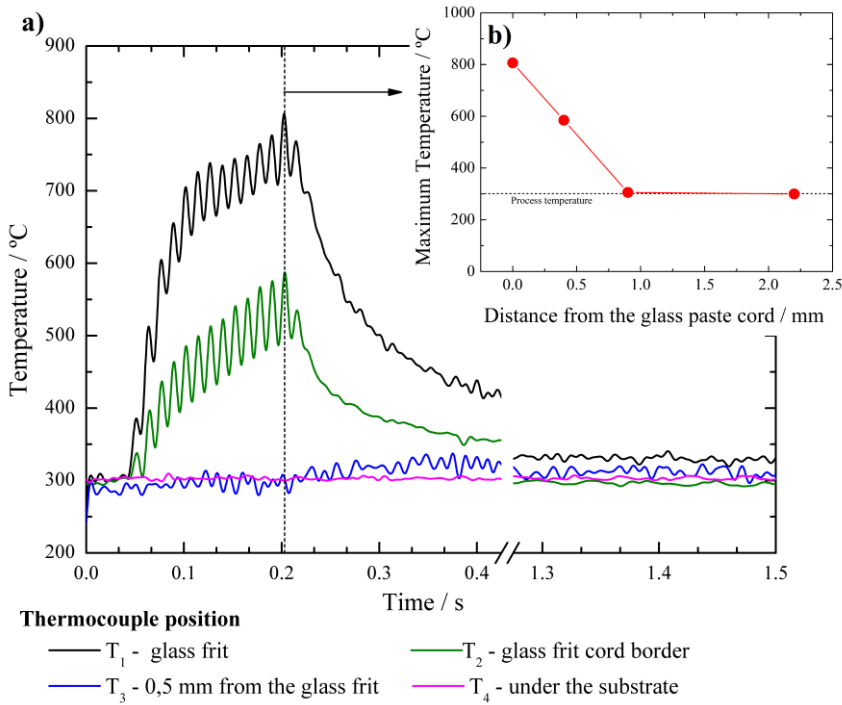 a)
900
800
700
600
500
400
300
200
Temperature / ºC
0.0 0.1 0.2 0.3 0.4 1.3 1.4 1.5
Time / s
b)
1000
800
600
400
200
0
Maximum Temperature / ºC
Process temperature
0.0 0.5 1.0 1.5 2.0 2.5
Distance from the glass paste cord / mm
Thermocouple position
T₁ - glass frit
T₂ - glass frit cord border
T₃ - 0,5 mm from the glass frit
T₄ - under the substrate